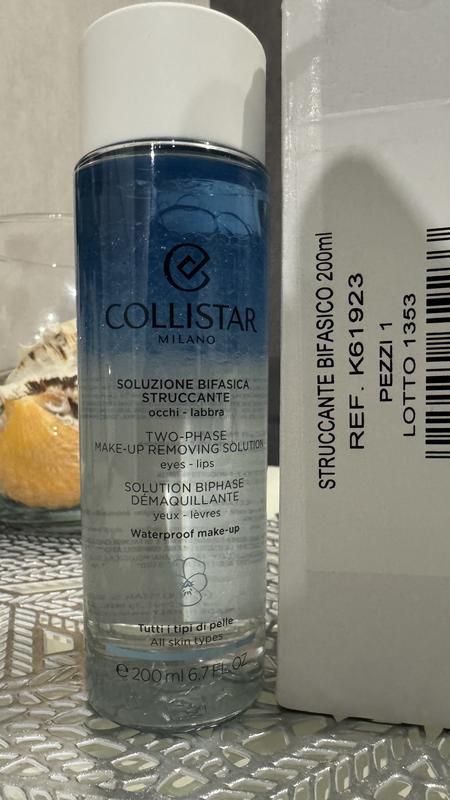 COLLISTAR
MILANO
SOLUZIONE BIFASICA
STRUCCANTE
occhi - labbra
TWO-PHASE
MAKE-UP REMOVING SOLUTION
eyes - lips
SOLUTION BIPHASE
DÉMAQUILLANTE
yeux - lèvres
Waterproof make-up
Tutti i tipi di pelle
All skin types
℮ 200 ml 6.7 FL. OZ
STRUCCANTE BIFASICO 200ml
REF. K61923
PEZZI 1
LOTTO 1353